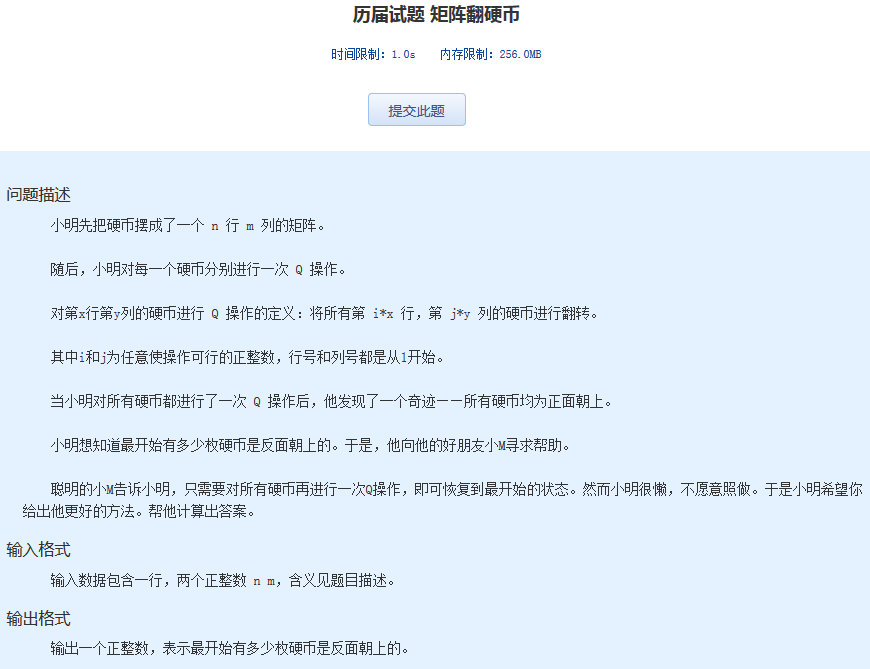 历届试题 矩阵翻硬币
时间限制：1.0s 内存限制：256.0MB
提交此题
问题描述
小明先把硬币摆成了一个 n 行 m 列的矩阵。
随后，小明对每一个硬币分别进行一次 Q 操作。
对第x行第y列的硬币进行 Q 操作的定义：将所有第 i*x 行，第 j*y 列的硬币进行翻转。
其中i和j为任意使操作可行的正整数，行号和列号都是从1开始。
当小明对所有硬币都进行了一次 Q 操作后，他发现了一个奇迹——所有硬币均为正面朝上。
小明想知道最开始有多少枚硬币是反面朝上的。于是，他向他的好朋友小M寻求帮助。
聪明的小M告诉小明，只需要对所有硬币再进行一次Q操作，即可恢复到最开始的状态。然而小明很懒，不愿意照做。于是小明希望你
给出他更好的方法。帮他计算出答案。
输入格式
输入数据包含一行，两个正整数 n m，含义见题目描述。
输出格式
输出一个正整数，表示最开始有多少枚硬币是反面朝上的。